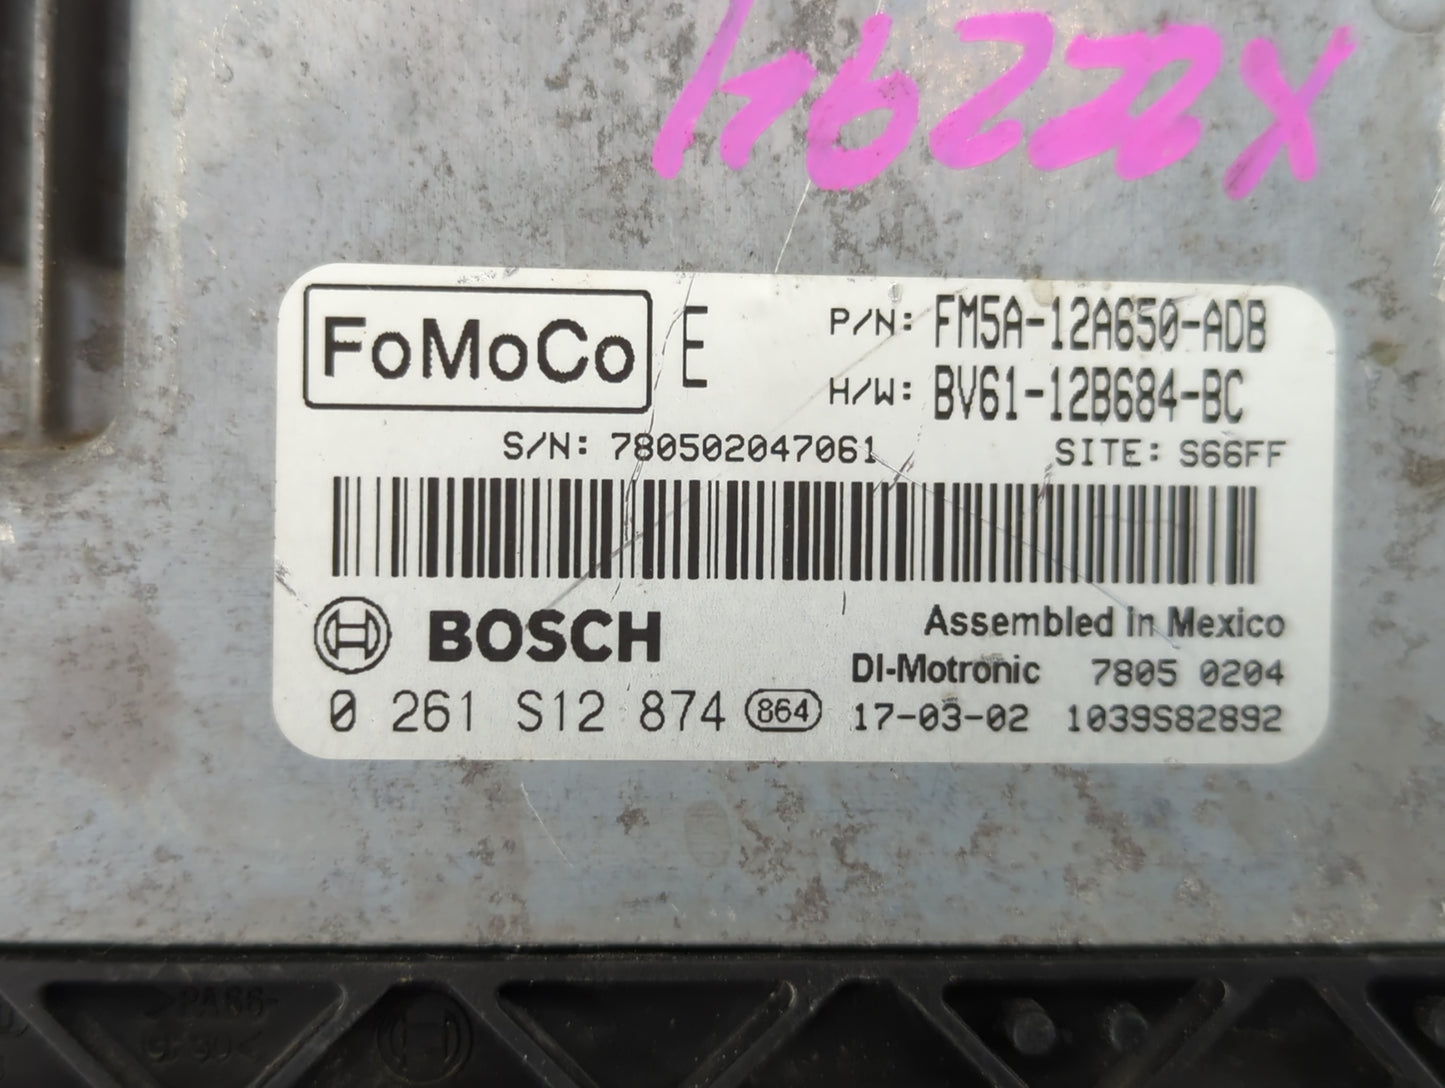 FoMoCo E P/N: FM5A-12A650-ADB
H/W: BV61-12B684-BC
S/N: 780502047061 SITE: S66FF
BOSCH Assembled in Mexico
DI-Motronic 7805 0204
0 261 S12 874 864 17-03-02 1039S82892
>PA66-